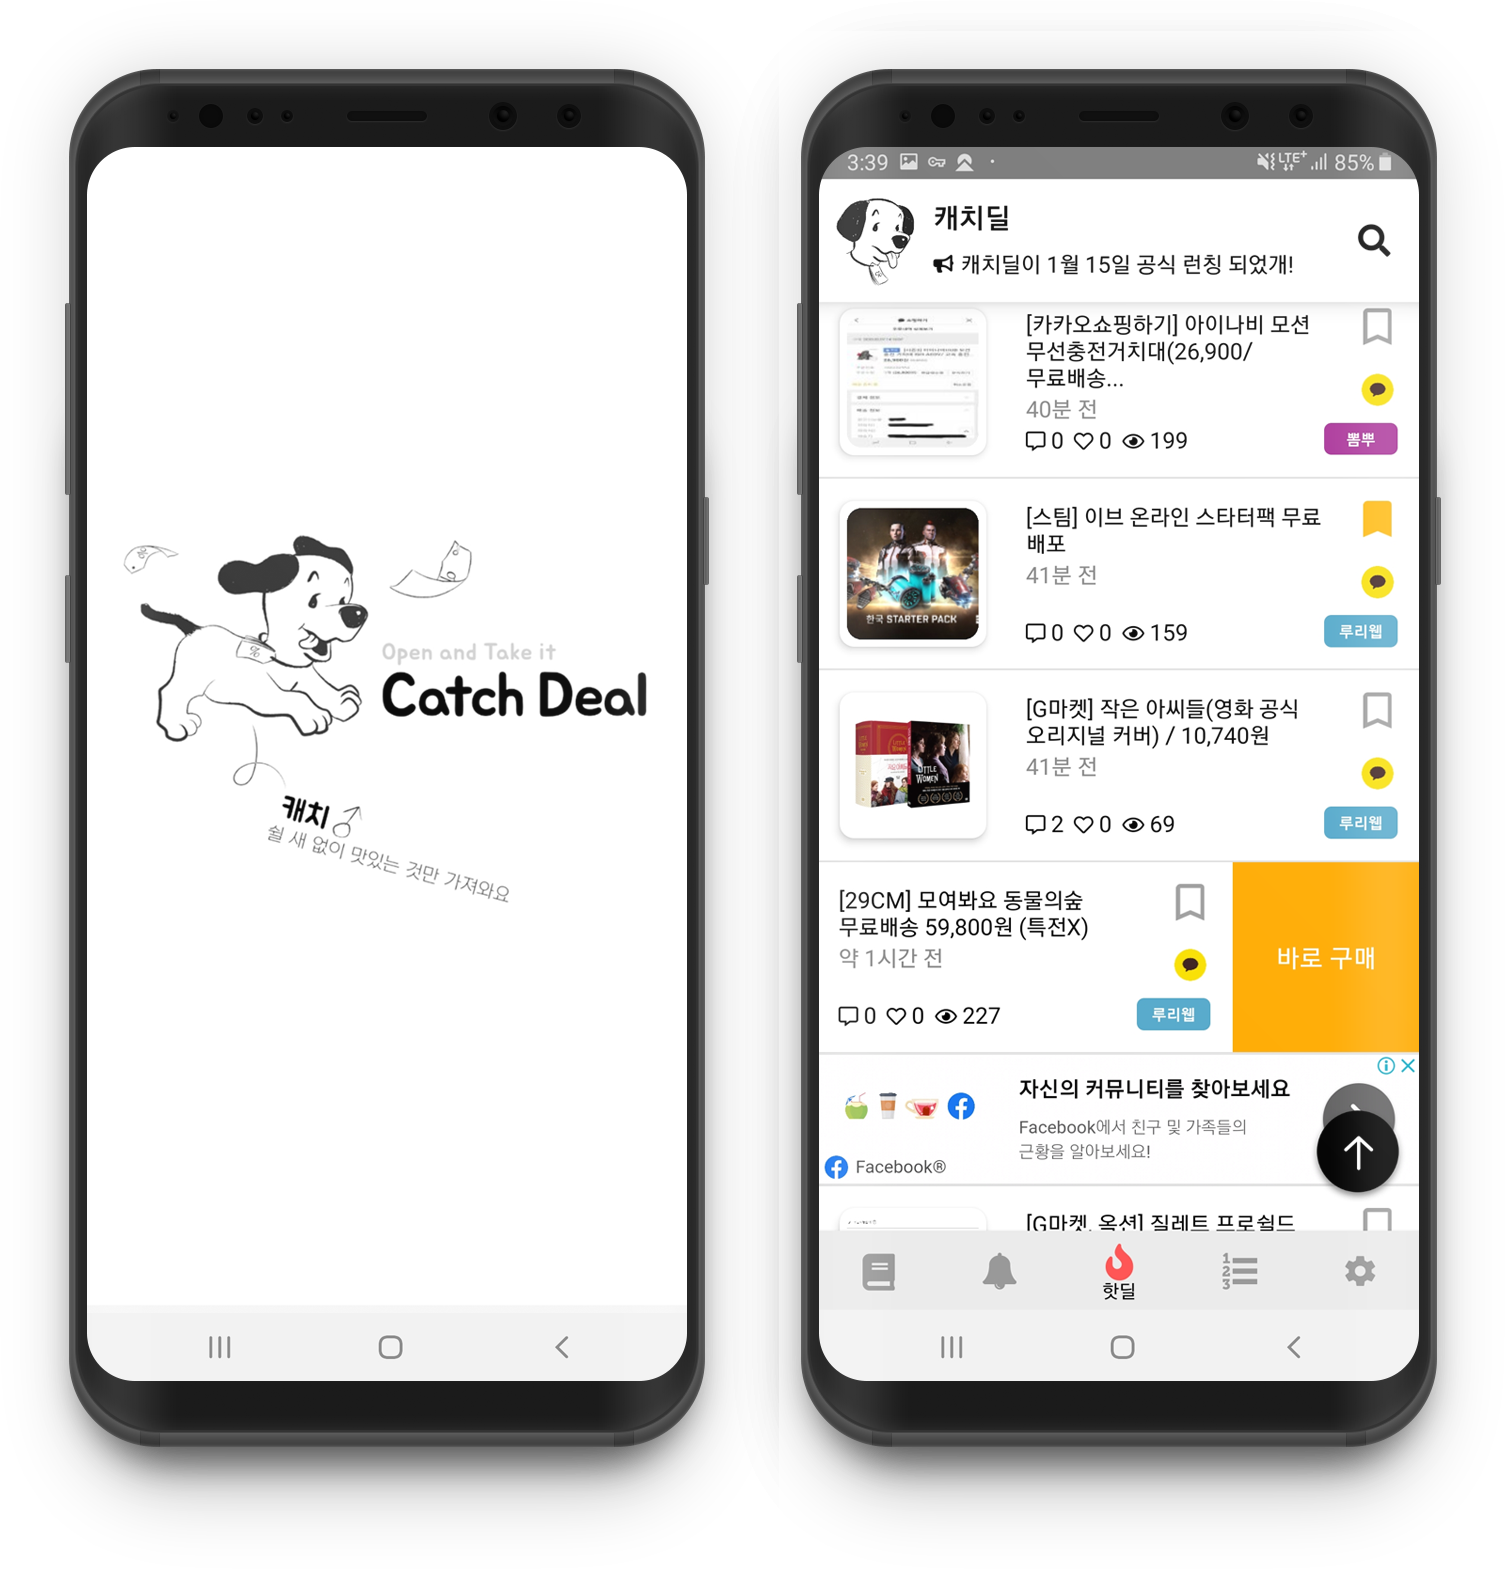 %
%
Open and Take it
Catch Deal
캐치
쉴 새 없이 맛있는 것만 가져와요
3:39
LTE+
85%
캐치딜
캐치딜이 1월 15일 공식 런칭 되었개!
[카카오쇼핑하기] 아이나비 모션
무선충전거치대(26,900/
무료배송...
40분 전
0 0 199
뽐뿌
[스팀] 이브 온라인 스타터팩 무료
배포
41분 전
한국 STARTER PACK
0 0 159
루리웹
[G마켓] 작은 아씨들(영화 공식
오리지널 커버) / 10,740원
41분 전
LITTLE
WOMEN
2 0 69
루리웹
[29CM] 모여봐요 동물의숲
무료배송 59,800원 (특전X)
약 1시간 전
0 0 227
루리웹
바로 구매
자신의 커뮤니티를 찾아보세요
Facebook에서 친구 및 가족들의
근황을 알아보세요!
Facebook®
[G마켓, 옥션] 질레트 프로쉴드
1
2
3
핫딜